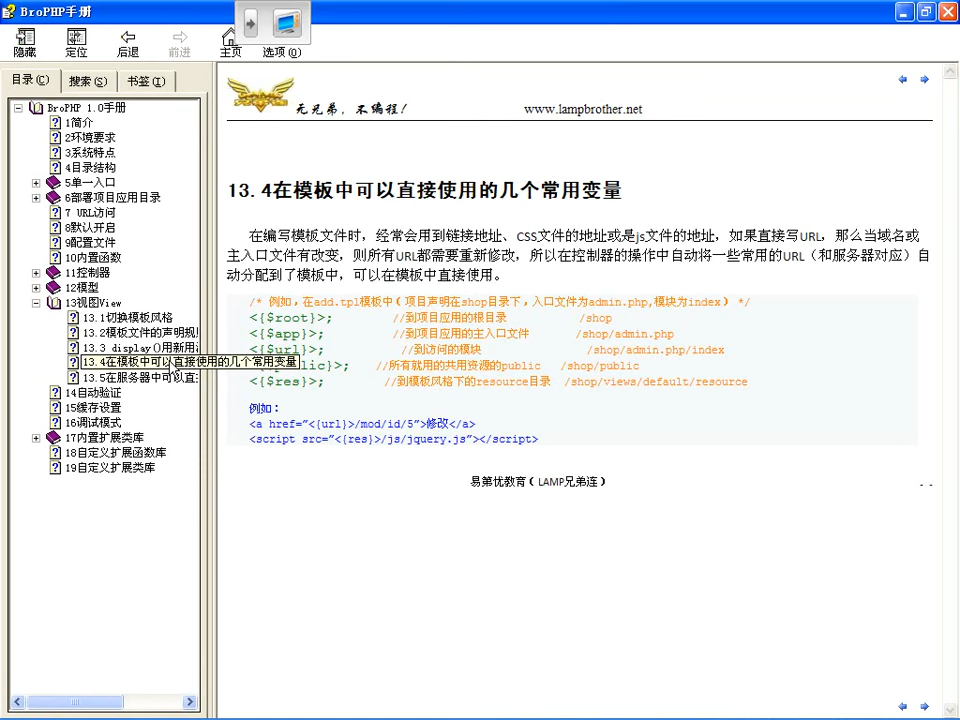 BroPHP手册
隐藏
定位
后退
前进
主页
选项(O)
目录(C)
搜索(S)
书签(I)
BroPHP 1.0手册
1简介
2环境要求
3系统特点
4目录结构
5单一入口
6部署项目应用目录
7 URL访问
8默认开启
9配置文件
10内置函数
11控制器
12模型
13视图View
13.1切换模板风格
13.2模板文件的声明规
13.3 display()用新用
13.4在模板中可以直接使用的几个常用变量
13.5在服务器中可以直
14自动验证
15缓存设置
16调试模式
17内置扩展类库
18自定义扩展函数库
19自定义扩展类库
无兄弟，不编程！
www.lampbrother.net
13.4在模板中可以直接使用的几个常用变量
在编写模板文件时，经常会用到链接地址、CSS文件的地址或是js文件的地址，如果直接写URL，那么当域名或
主入口文件有改变，则所有URL都需要重新修改，所以在控制器的操作中自动将一些常用的URL（和服务器对应）自
动分配到了模板中，可以在模板中直接使用。
/* 例如，在add.tpl模板中（项目声明在shop目录下，入口文件为admin.php,模块为index） */
<{$root}>; //到项目应用的根目录 /shop
<{$app}>; //到项目应用的主入口文件 /shop/admin.php
<{$url}>; //到访问的模块 /shop/admin.php/index
lic}>; //所有就用的共用资源的public /shop/public
<{$res}>; //到模板风格下的resource目录 /shop/views/default/resource
例如：
<a href="<{url}>/mod/id/5">修改</a>
<script src="<{res}>/js/jquery.js"></script>
易第优教育（LAMP兄弟连）
- -